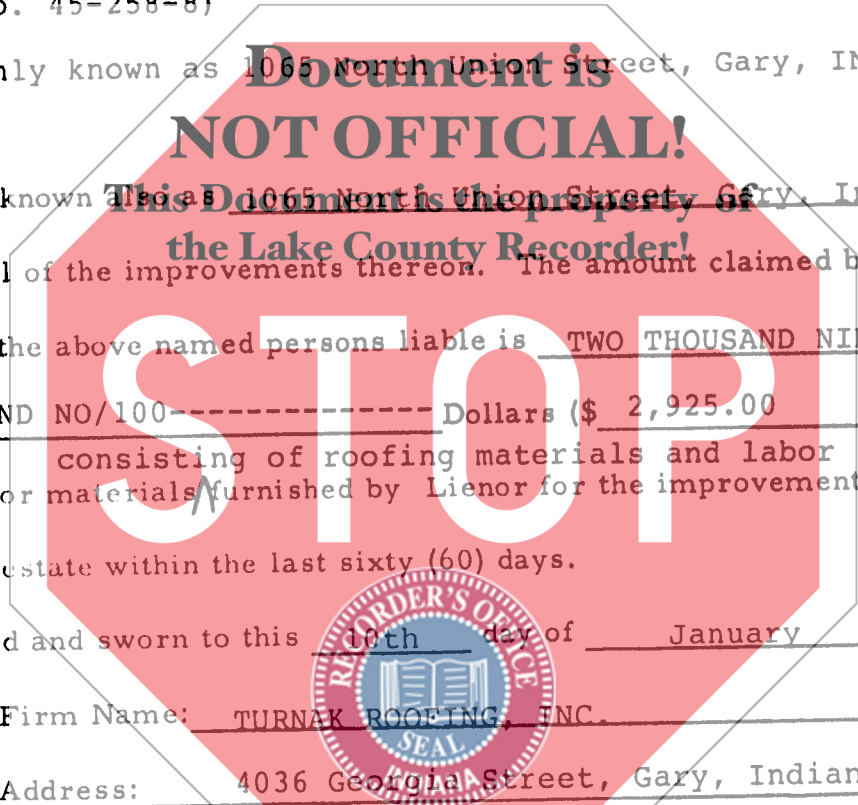 . 45-258-8)
nly known as 1065 North Union Street, Gary, IN
Document is
NOT OFFICIAL!
known also as 1065 North Union Street, Gary, I
This Document is the property of
the Lake County Recorder!
l of the improvements thereon. The amount claimed b
the above named persons liable is TWO THOUSAND NI
ND NO/100--------------- Dollars ($ 2,925.00
STOP
consisting of roofing materials and labor
or materials furnished by Lienor for the improvement
estate within the last sixty (60) days.
d and sworn to this 10th day of January
RECORDER'S OFFICE
SEAL
INDIANA
Firm Name: TURNAK ROOFING, INC.
Address: 4036 Georgia Street, Gary, Indian